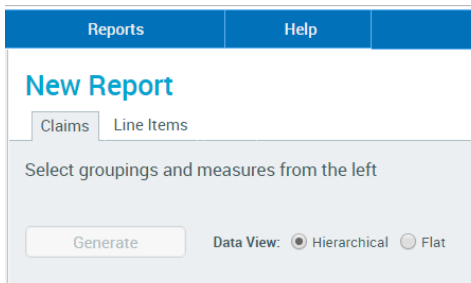 Reports Help
New Report
Claims Line Items
Select groupings and measures from the left
Generate Data View: Hierarchical Flat